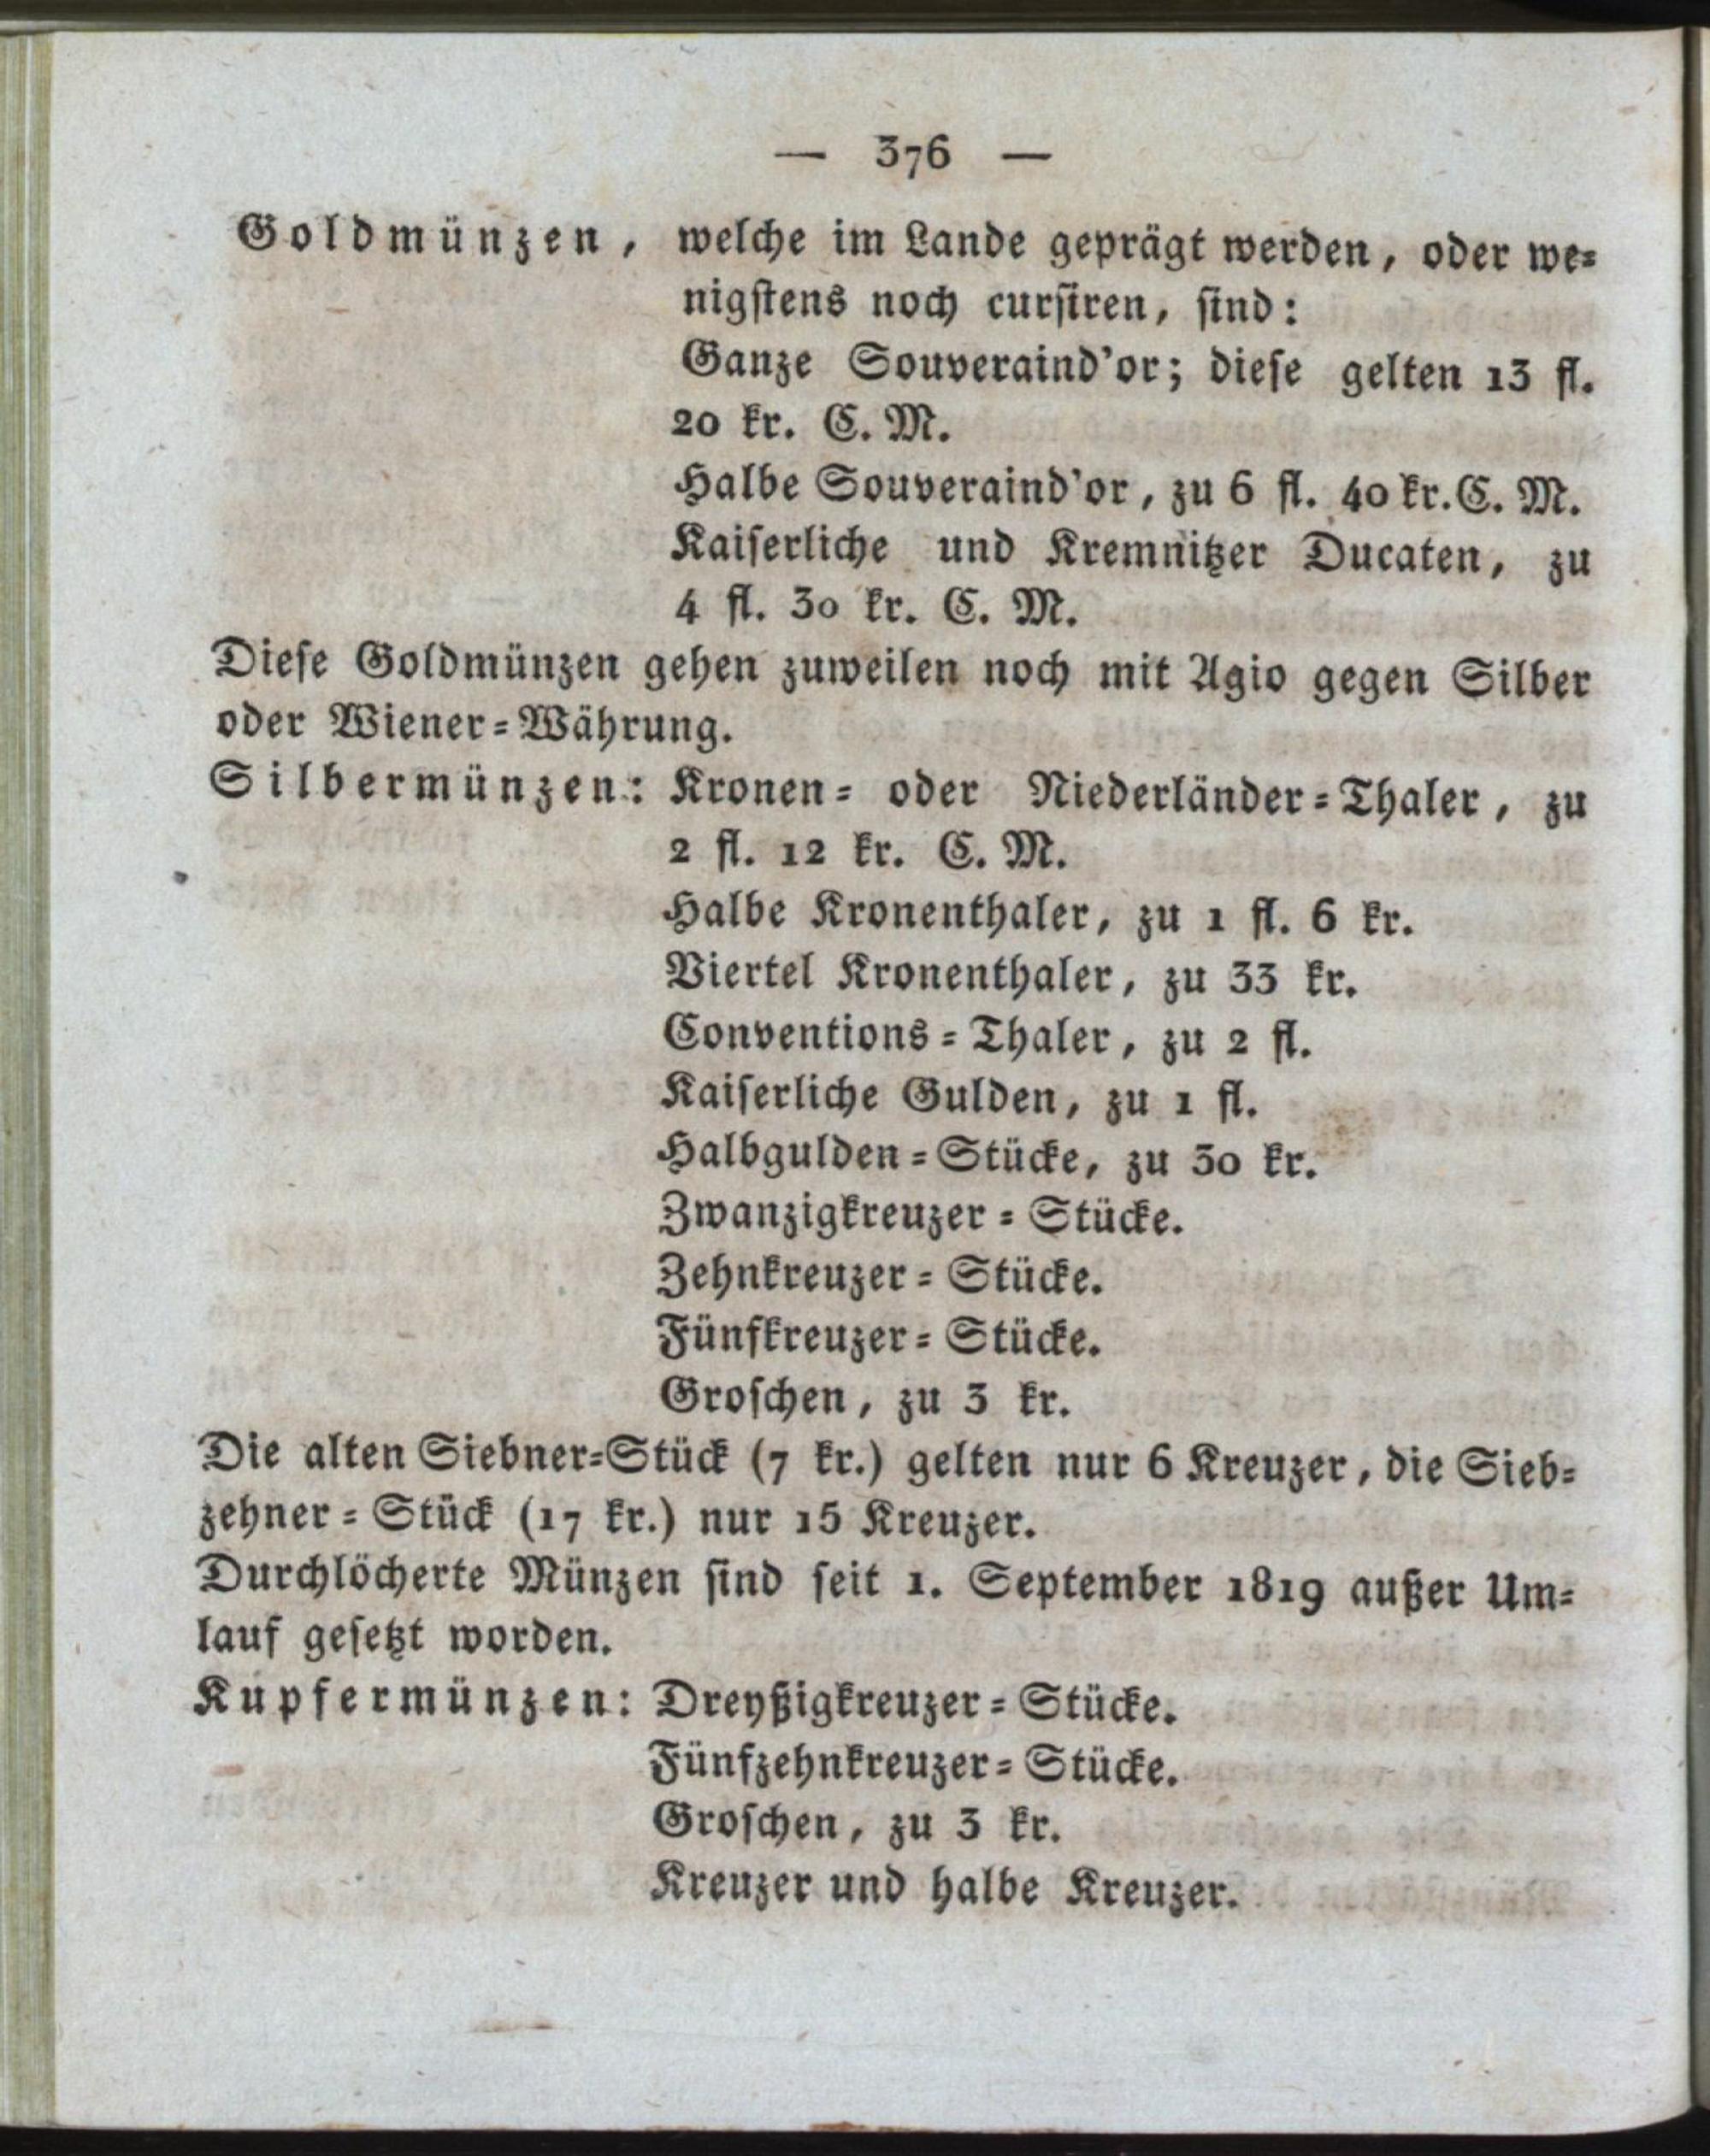 — 376 —
Goldmünzen, welche im Lande geprägt werden, oder we-
nigstens noch cursiren, sind:
Ganze Souveraind'or; diese gelten 13 fl.
20 kr. C. M.
Halbe Souveraind'or, zu 6 fl. 40 kr. C. M.
Kaiserliche und Kremnitzer Ducaten, zu
4 fl. 30 kr. C. M.
Diese Goldmünzen gehen zuweilen noch mit Agio gegen Silber
oder Wiener-Währung.
Silbermünzen: Kronen- oder Niederländer-Thaler, zu
2 fl. 12 kr. C. M.
Halbe Kronenthaler, zu 1 fl. 6 kr.
Viertel Kronenthaler, zu 33 kr.
Conventions-Thaler, zu 2 fl.
Kaiserliche Gulden, zu 1 fl.
Halbgulden-Stücke, zu 30 kr.
Zwanzigkreuzer-Stücke.
Zehnkreuzer-Stücke.
Fünfkreuzer-Stücke.
Groschen, zu 3 kr.
Die alten Siebner-Stück (7 kr.) gelten nur 6 Kreuzer, die Sieb-
zehner-Stück (17 kr.) nur 15 Kreuzer.
Durchlöcherte Münzen sind seit 1. September 1819 außer Um-
lauf gesetzt worden.
Kupfermünzen: Dreyßigkreuzer-Stücke.
Fünfzehnkreuzer-Stücke.
Groschen, zu 3 kr.
Kreuzer und halbe Kreuzer.